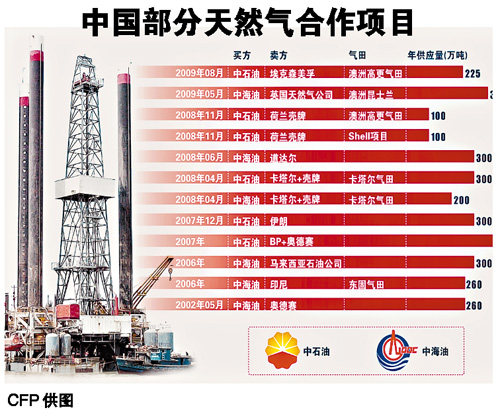 中国部分天然气合作项目
买方 卖方 气田 年供应量(万吨)
2009年08月 中石油 埃克森美孚 澳洲高更气田 225
2009年05月 中海油 英国天然气公司 澳洲昆士兰
2008年11月 中石油 荷兰壳牌 澳洲高更气田 100
2008年11月 中石油 荷兰壳牌 Shell项目 100
2008年06月 中海油 道达尔 300
2008年04月 中石油 卡塔尔+壳牌 卡塔尔气田 300
2008年04月 中海油 卡塔尔+壳牌 卡塔尔气田 200
2007年12月 中石油 伊朗 300
2007年 中石油 BP+奥德赛
2006年 中海油 马来西亚石油公司 300
2006年 中海油 印尼 东固气田 260
2002年05月 中海油 奥德赛 260
中石油 中海油
CFP 供图